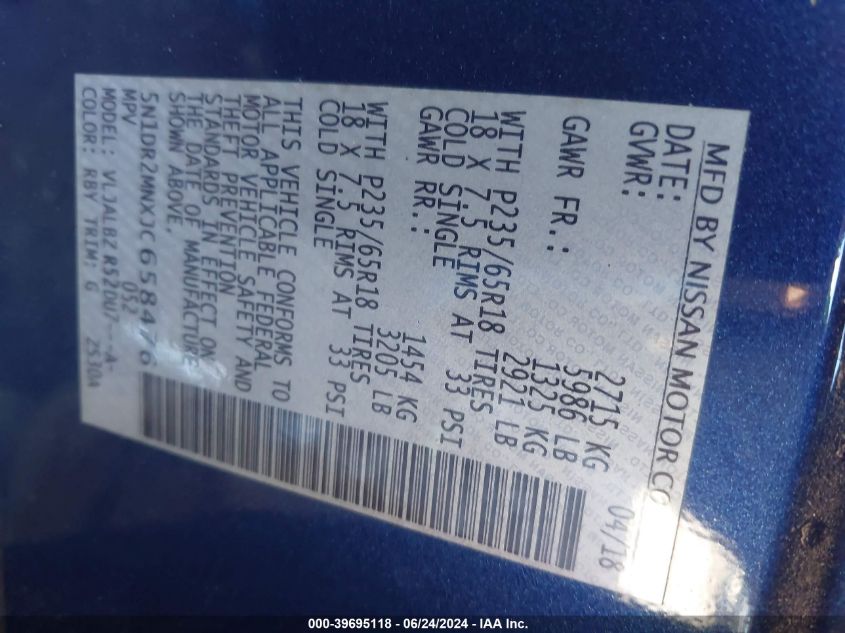 MFD BY NISSAN MOTOR CO
DATE: 04/18
GVWR: 2715 KG
5986 LB
GAWR FR.: 1325 KG
2921 LB
WITH P235/65R18 TIRES
18 X 7.5 RIMS AT 33 PSI
COLD SINGLE
GAWR RR.: 1454 KG
3205 LB
WITH P235/65R18 TIRES
18 X 7.5 RIMS AT 33 PSI
COLD SINGLE
THIS VEHICLE CONFORMS TO
ALL APPLICABLE FEDERAL
MOTOR VEHICLE SAFETY AND
THEFT PREVENTION
STANDARDS IN EFFECT ON
THE DATE OF MANUFACTURE
SHOWN ABOVE.
5N1DR2MNXJC658476
MPV 052
MODEL: VLJALBZ R52DU7---A-
COLOR: RBY TRIM: G 2510A
000-39695118 / 06/24/2024 - IAA Inc.